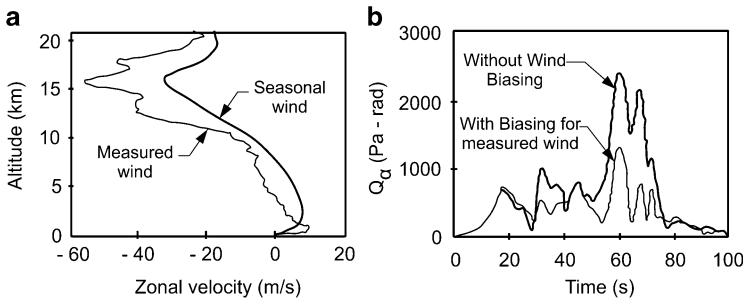 a
20
15
10
5
0
Altitude (km)
- 60
- 40
- 20
0
20
Zonal velocity (m/s)
Seasonal
wind
Measured
wind
b
3000
2000
1000
0
Qα (Pa - rad)
0
20
40
60
80
100
Time (s)
Without Wind
Biasing
With Biasing for
measured wind